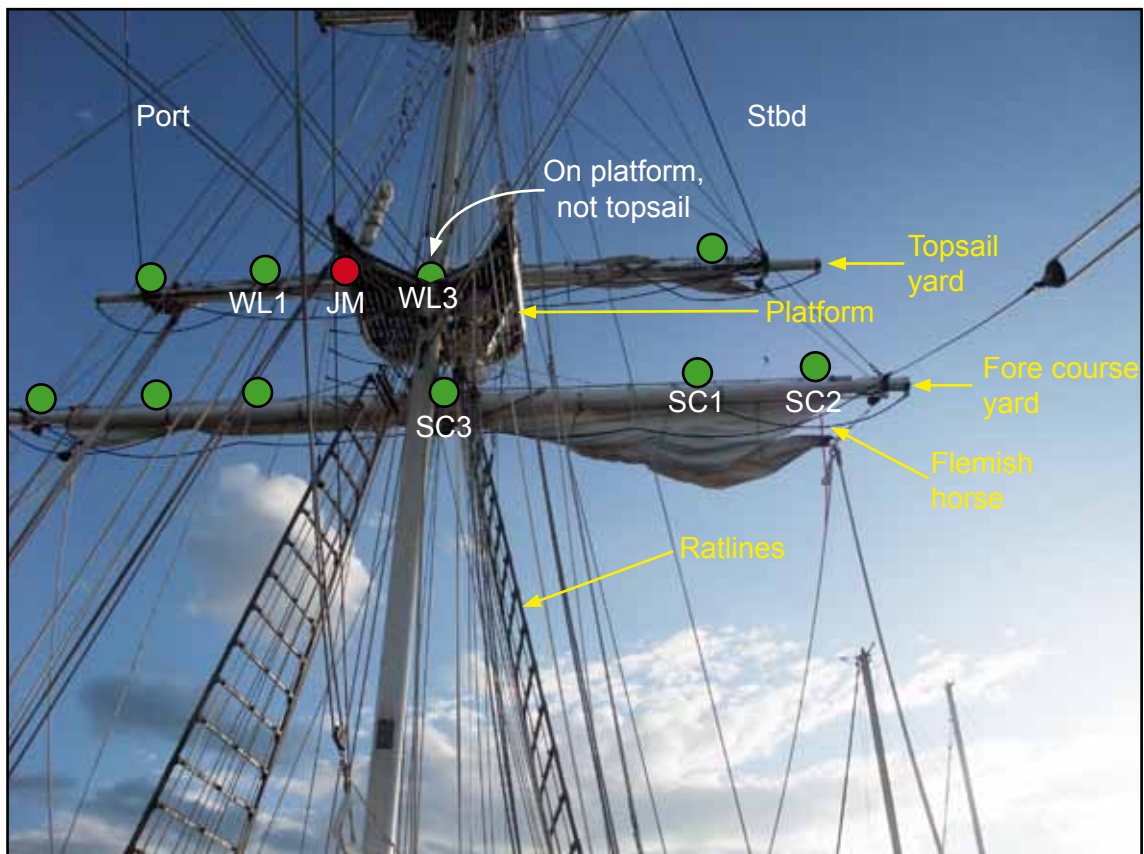 Port
Stbd
On platform,
not topsail
Topsail
yard
WL1
JM
WL3
Platform
Fore course
yard
SC3
SC1
SC2
Flemish
horse
Ratlines